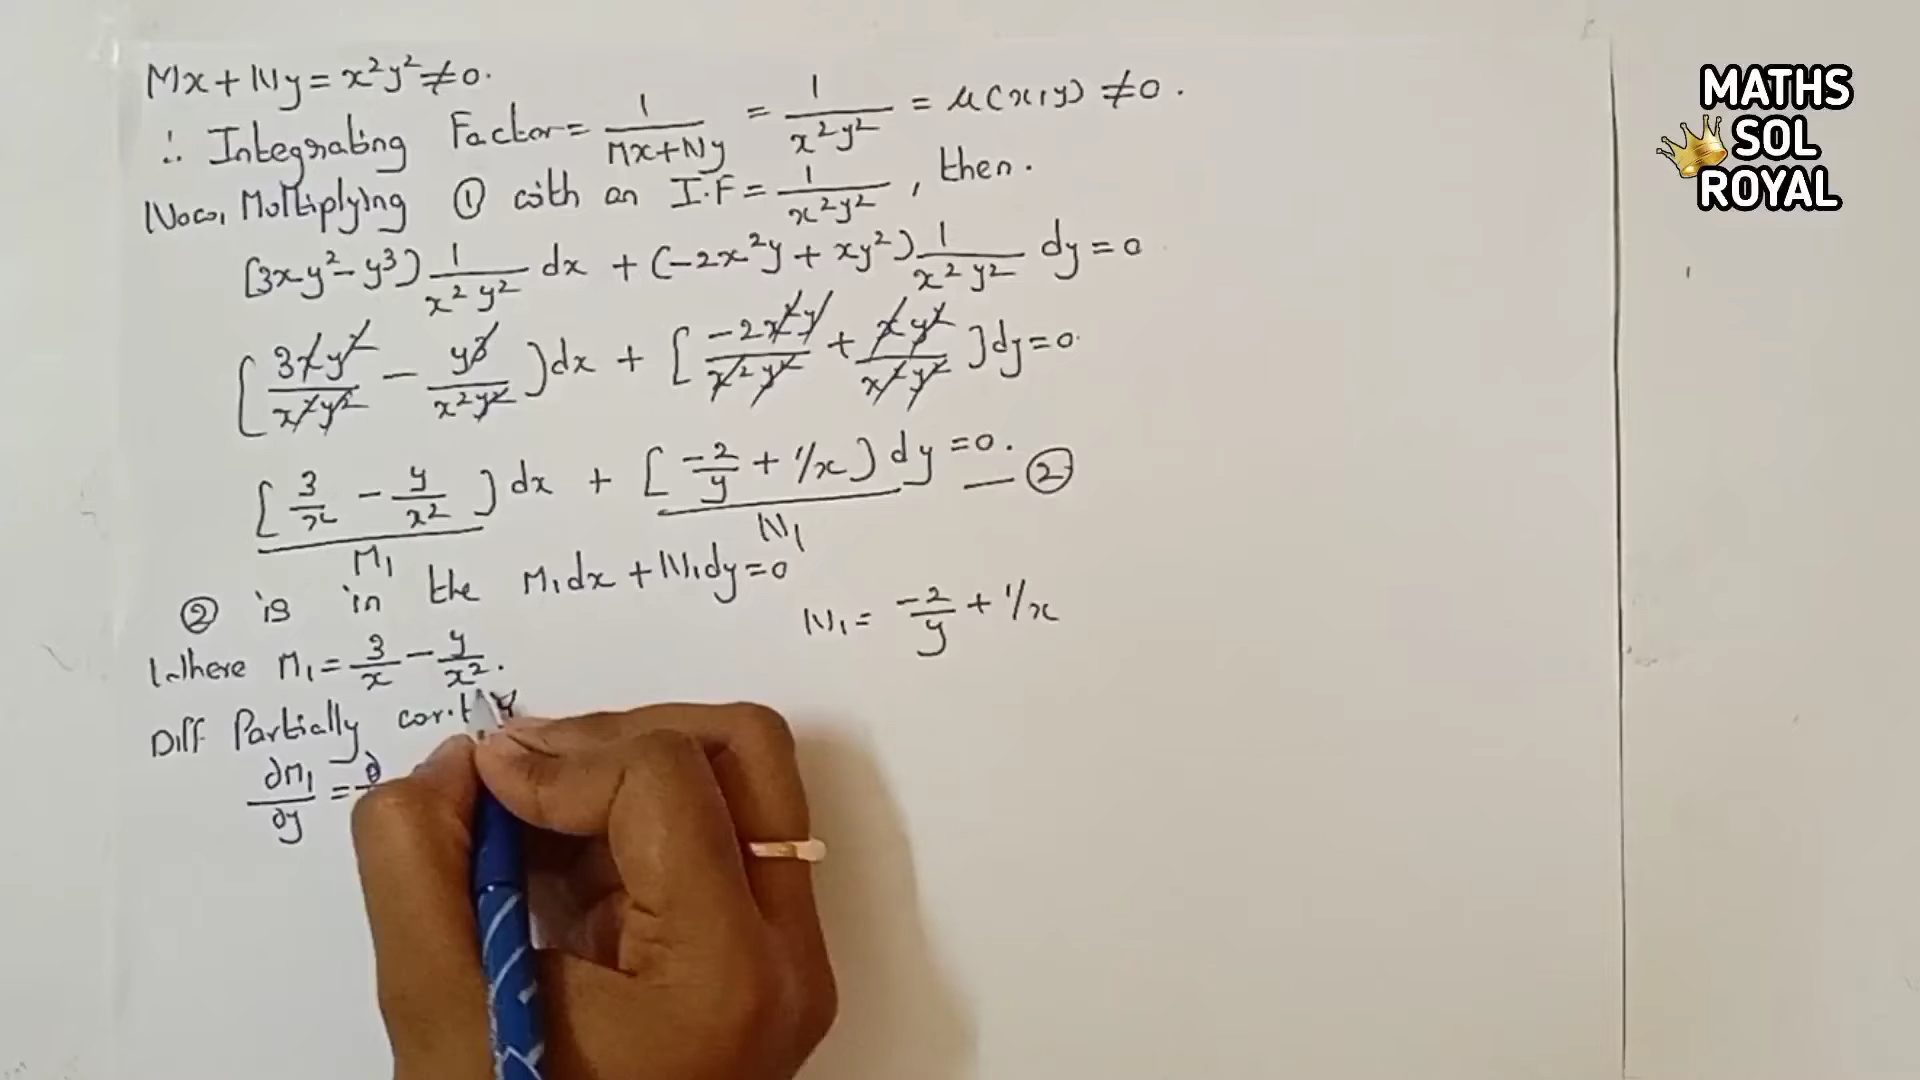 Mx+Ny=x²y²≠0.
∴ Integrating Factor= 1/(Mx+Ny) = 1/(x²y²) = μ(x,y) ≠0.
Now, Multiplying ① with an I.F= 1/(x²y²), then.
(3xy²-y³) 1/(x²y²) dx + (-2x²y+xy²) 1/(x²y²) dy=0
[3xy²/(x²y²) - y³/(x²y²)]dx + [-2x²y/(x²y²) + xy²/(x²y²)]dy=0.
[3/x - y/x²]dx + [-2/y + 1/x]dy=0. — ②
M₁ N₁
② is in the M₁dx+N₁dy=0
Where M₁=3/x - y/x². N₁= -2/y + 1/x
Diff Partially w.r.t y
∂M₁/∂y =∂
MATHS
SOL
ROYAL